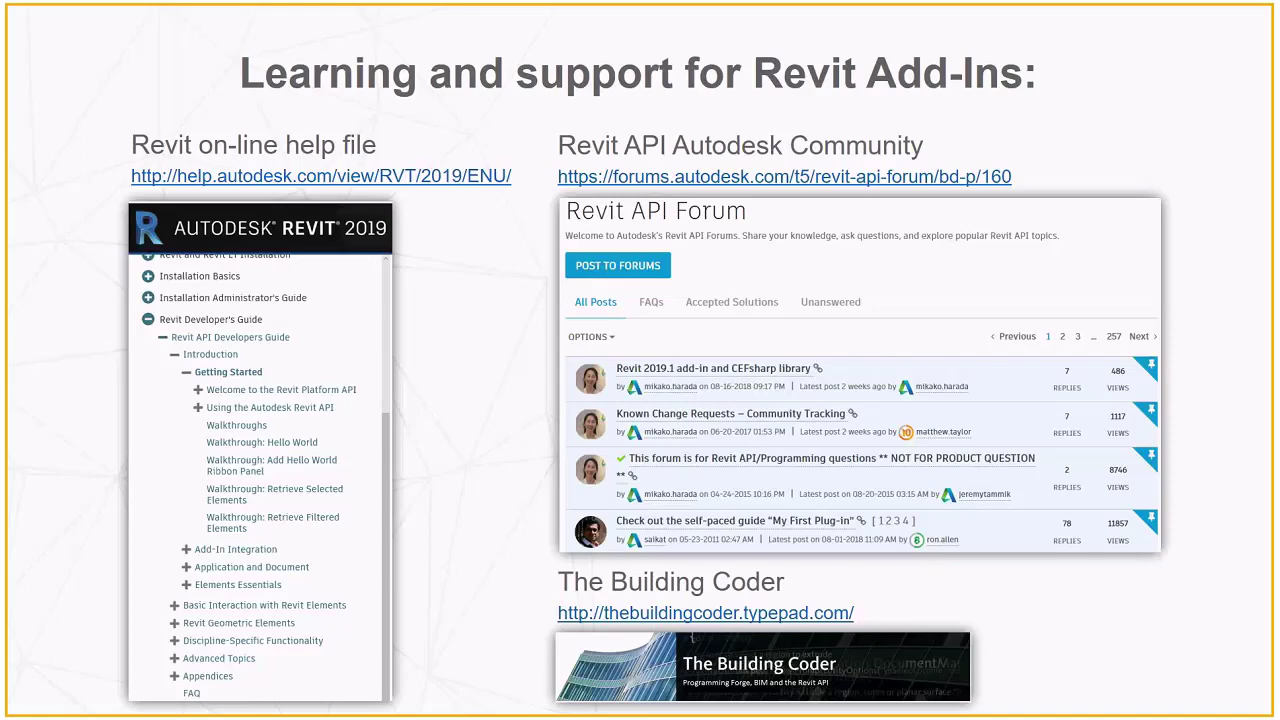 Learning and support for Revit Add-Ins:
Revit on-line help file
http://help.autodesk.com/view/RVT/2019/ENU/
AUTODESK® REVIT® 2019
Revit and Revit LT Installation
Installation Basics
Installation Administrator's Guide
Revit Developer's Guide
Revit API Developers Guide
Introduction
Getting Started
Welcome to the Revit Platform API
Using the Autodesk Revit API
Walkthroughs
Walkthrough: Hello World
Walkthrough: Add Hello World
Ribbon Panel
Walkthrough: Retrieve Selected
Elements
Walkthrough: Retrieve Filtered
Elements
Add-In Integration
Application and Document
Elements Essentials
Basic Interaction with Revit Elements
Revit Geometric Elements
Discipline-Specific Functionality
Advanced Topics
Appendices
FAQ
Revit API Autodesk Community
https://forums.autodesk.com/t5/revit-api-forum/bd-p/160
Revit API Forum
Welcome to Autodesk's Revit API Forums. Share your knowledge, ask questions, and explore popular Revit API topics.
POST TO FORUMS
All Posts FAQs Accepted Solutions Unanswered
OPTIONS ‹ Previous 1 2 3 ... 257 Next ›
Revit 2019.1 add-in and CEFsharp library 7 486
by mikako.harada on 08-16-2018 09:17 PM | Latest post 2 weeks ago by mikako.harada REPLIES VIEWS
Known Change Requests – Community Tracking 7 1117
by mikako.harada on 06-20-2017 01:53 PM | Latest post 2 weeks ago by matthew.taylor REPLIES VIEWS
This forum is for Revit API/Programming questions ** NOT FOR PRODUCT QUESTION
** 2 8746
by mikako.harada on 04-24-2015 10:16 PM | Latest post on 08-20-2015 03:15 AM by jeremytammik REPLIES VIEWS
Check out the self-paced guide "My First Plug-in" [ 1 2 3 4 ] 78 11857
by saikat on 05-23-2011 02:47 AM | Latest post on 08-01-2018 11:09 AM by ron.allen REPLIES VIEWS
The Building Coder
http://thebuildingcoder.typepad.com/
The Building Coder
Programming Forge, BIM and the Revit API